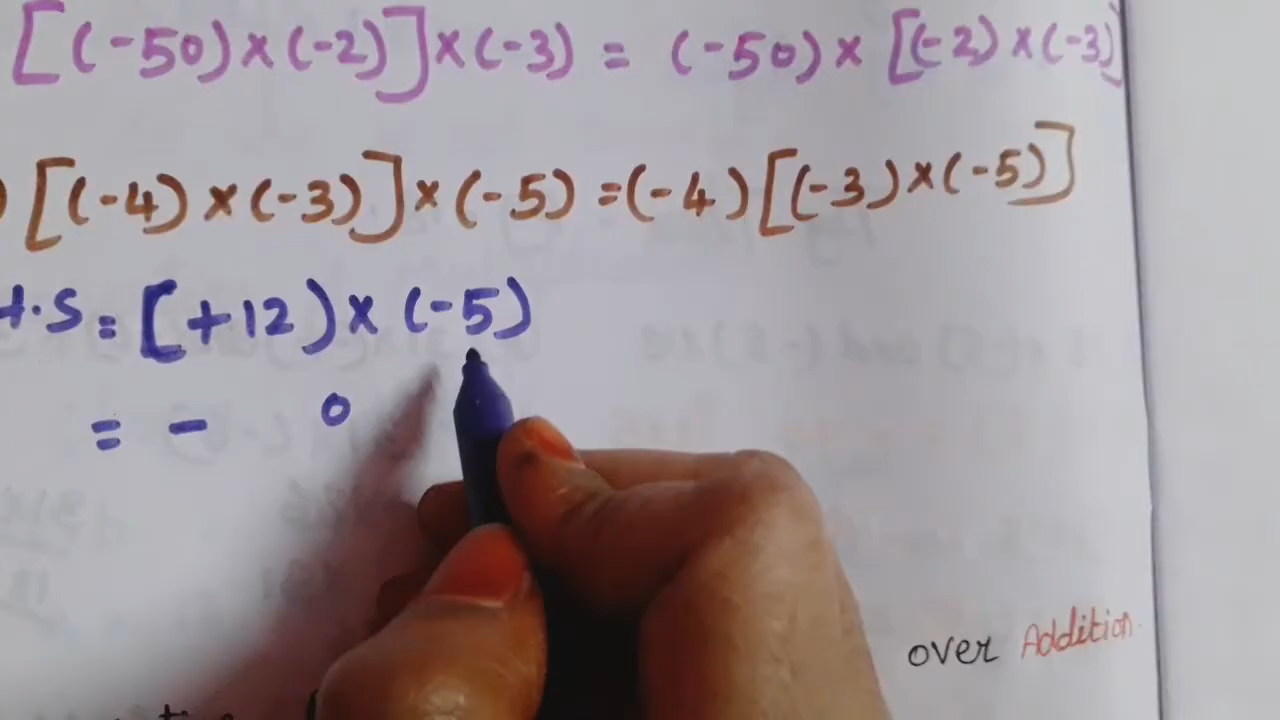 [(-50)×(-2)]×(-3) = (-50)× [(-2)×(-3)]
) [(-4)×(-3)]×(-5) =(-4)[(-3)×(-5)]
H.S = [+12)×(-5)
= - 0
over Addition.